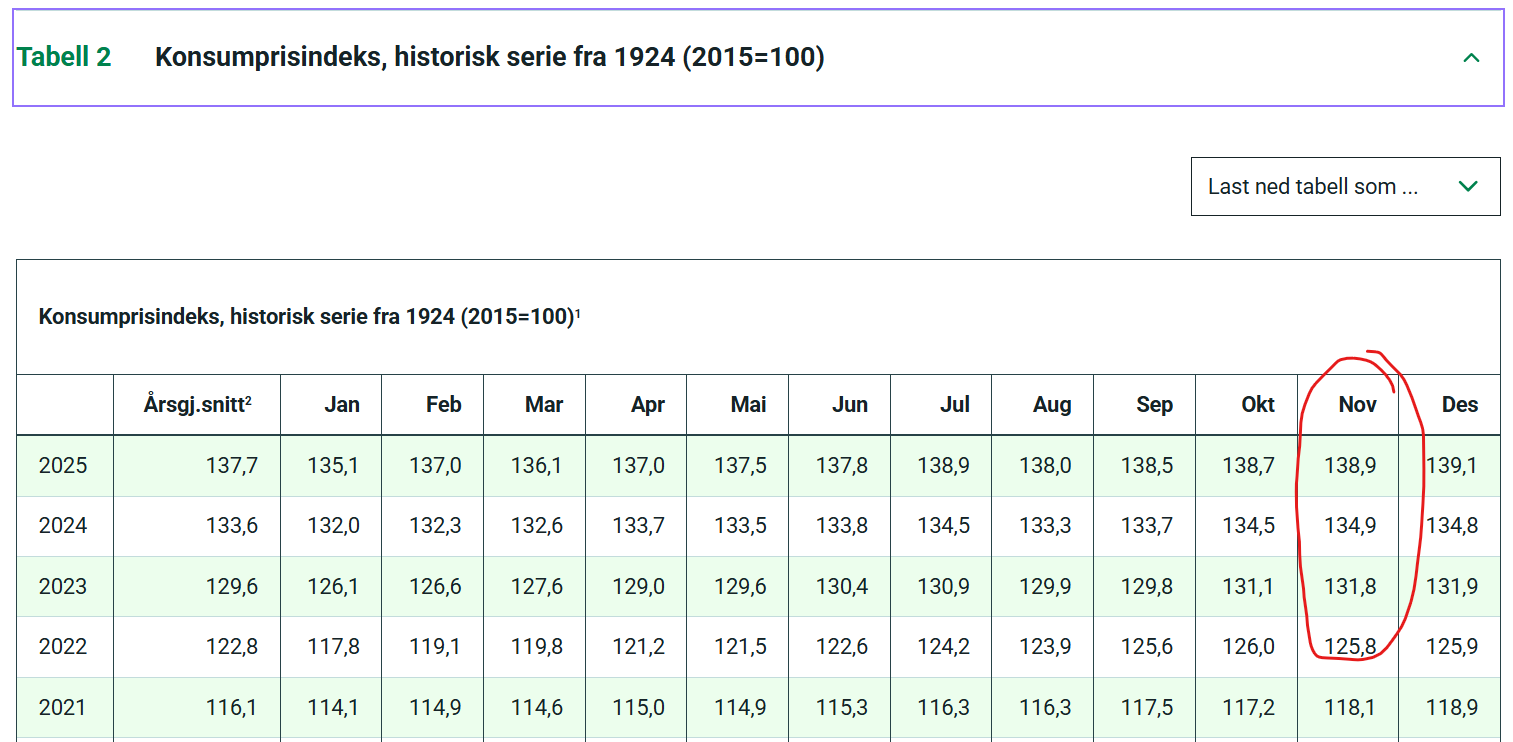 Tabell 2 Konsumprisindeks, historisk serie fra 1924 (2015=100)
Last ned tabell som ...
Konsumprisindeks, historisk serie fra 1924 (2015=100)¹
Årsgj.snitt² Jan Feb Mar Apr Mai Jun Jul Aug Sep Okt Nov Des
2025 137,7 135,1 137,0 136,1 137,0 137,5 137,8 138,9 138,0 138,5 138,7 138,9 139,1
2024 133,6 132,0 132,3 132,6 133,7 133,5 133,8 134,5 133,3 133,7 134,5 134,9 134,8
2023 129,6 126,1 126,6 127,6 129,0 129,6 130,4 130,9 129,9 129,8 131,1 131,8 131,9
2022 122,8 117,8 119,1 119,8 121,2 121,5 122,6 124,2 123,9 125,6 126,0 125,8 125,9
2021 116,1 114,1 114,9 114,6 115,0 114,9 115,3 116,3 116,3 117,5 117,2 118,1 118,9